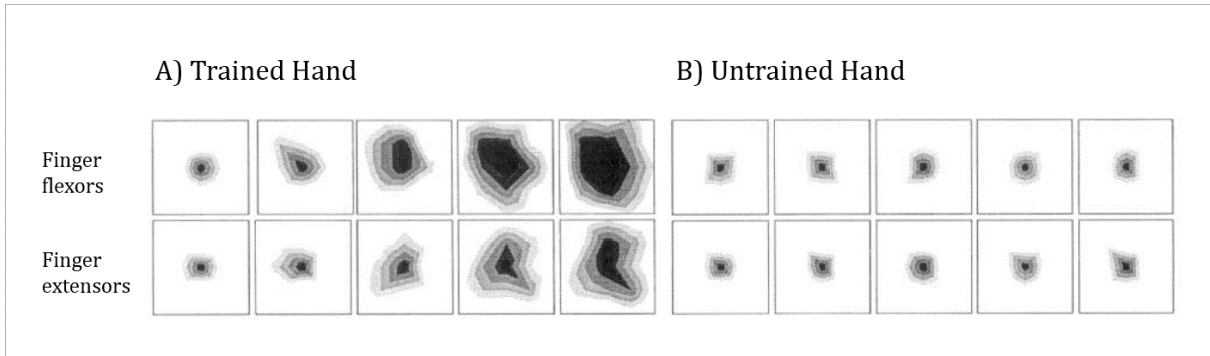 A) Trained Hand
B) Untrained Hand
Finger
flexors
Finger
extensors